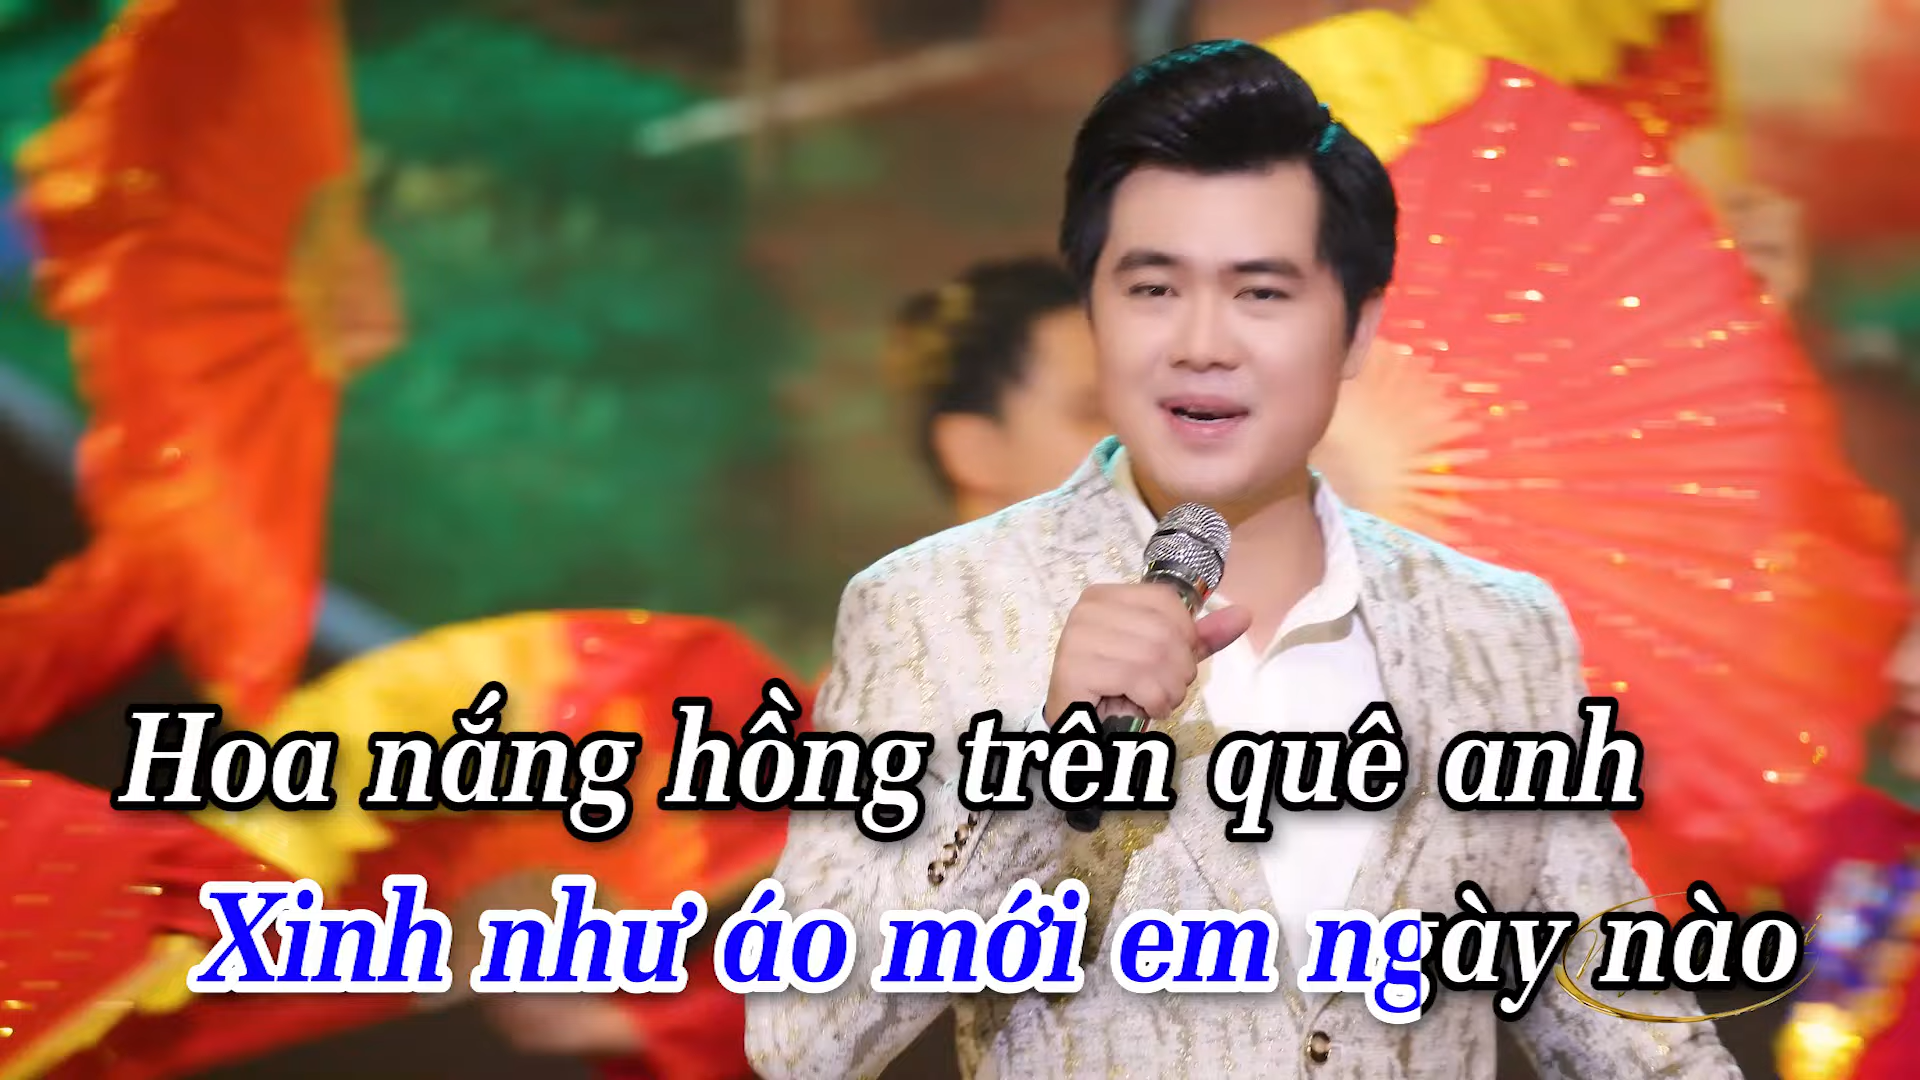 Hoa nắng hồng trên quê anh
Xinh như áo mới em ngày nào